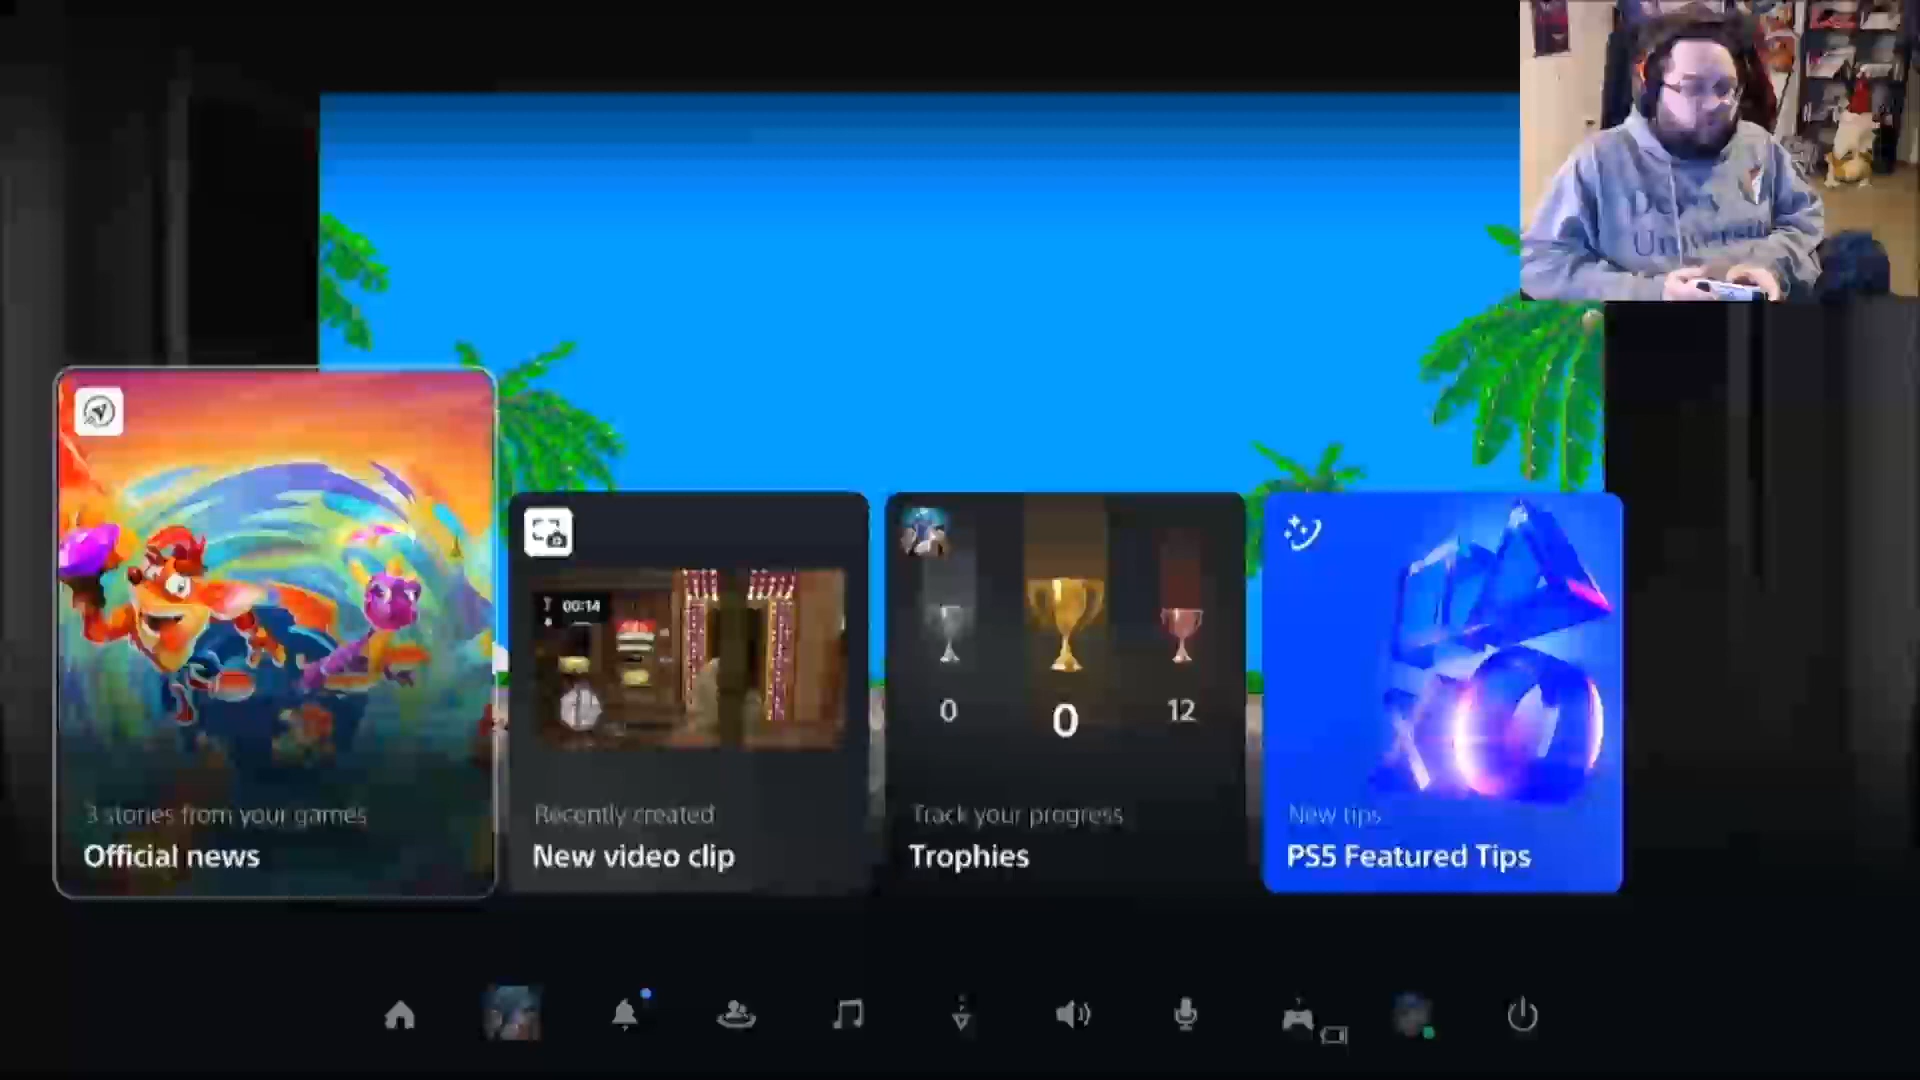 00:14
0
0
12
3 stories from your games
Official news
Recently created
New video clip
Track your progress
Trophies
New tips
PS5 Featured Tips